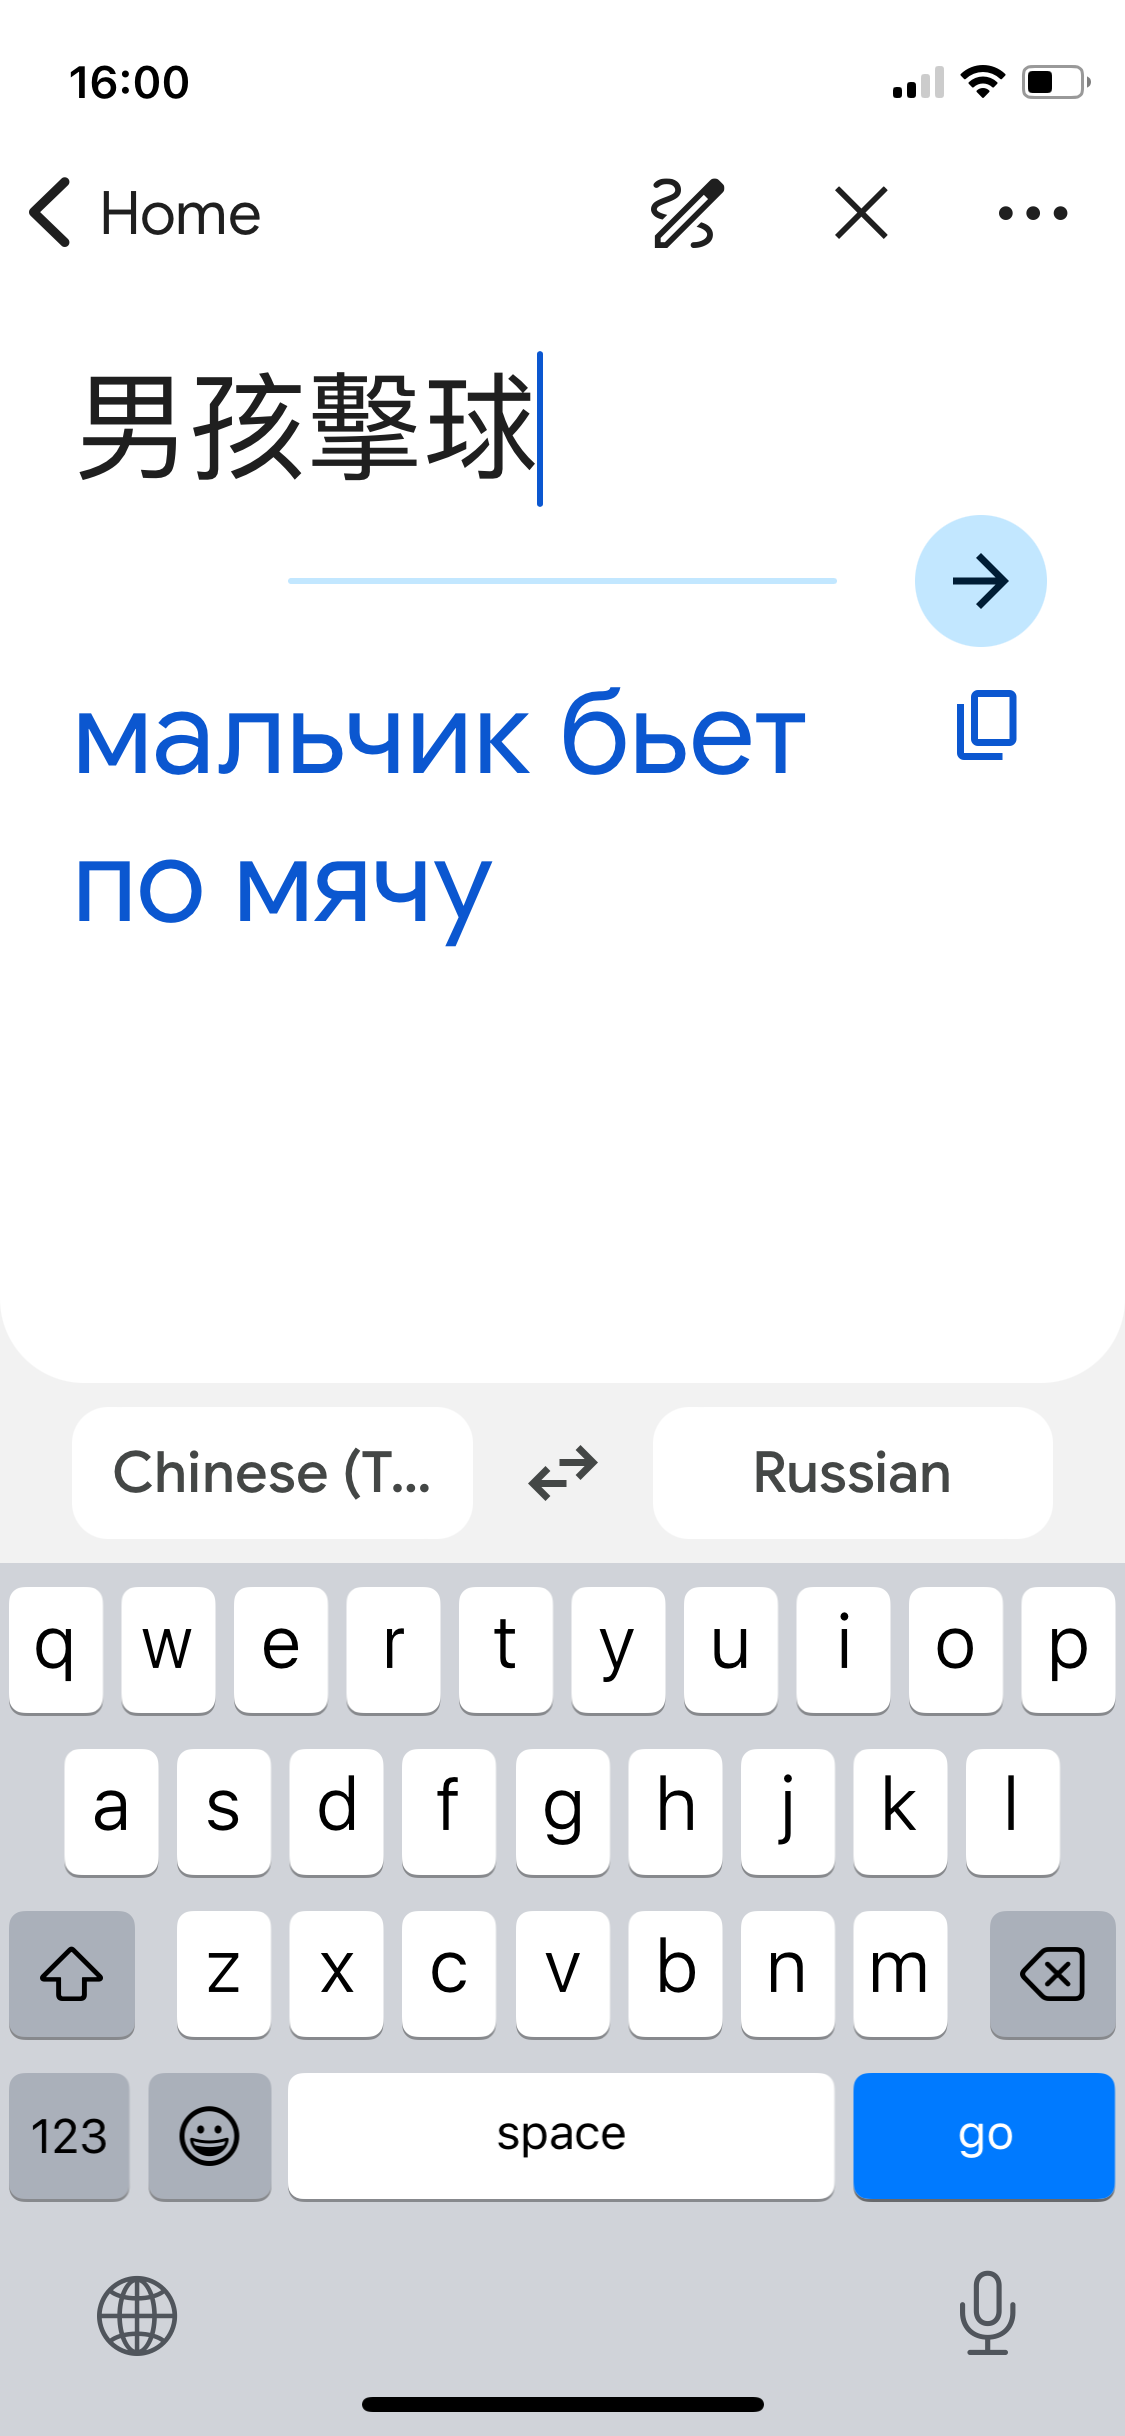 16:00
Home
男孩擊球
мальчик бьет
по мячу
Chinese (T... Russian
q w e r t y u i o p
a s d f g h j k l
z x c v b n m
123 space go